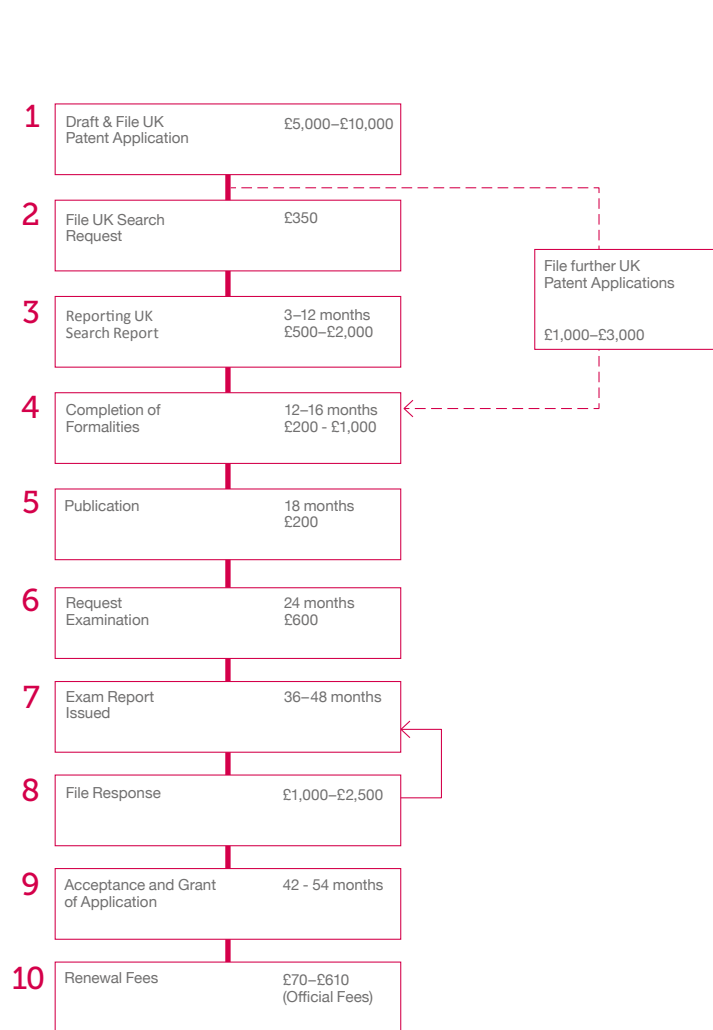 1
Draft & File UK
Patent Application
£5,000–£10,000
2
File UK Search
Request
£350
File further UK
Patent Applications
£1,000–£3,000
3
Reporting UK
Search Report
3–12 months
£500–£2,000
4
Completion of
Formalities
12–16 months
£200 - £1,000
5
Publication
18 months
£200
6
Request
Examination
24 months
£600
7
Exam Report
Issued
36–48 months
8
File Response
£1,000–£2,500
9
Acceptance and Grant
of Application
42 - 54 months
10
Renewal Fees
£70–£610
(Official Fees)